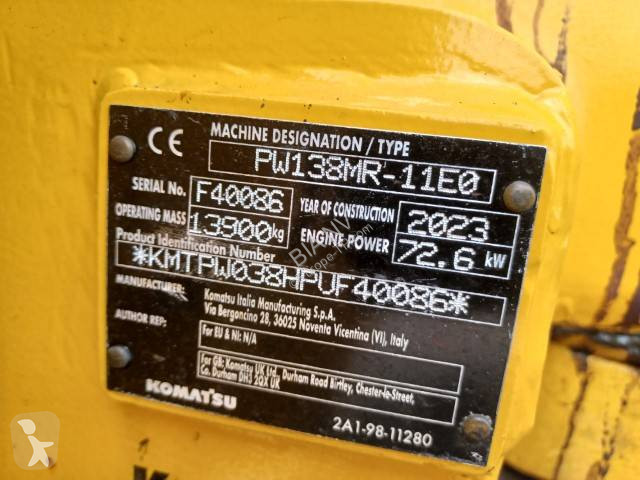 CE MACHINE DESIGNATION / TYPE
PW138MR-11E0
SERIAL No. F40086 YEAR OF CONSTRUCTION 2023
OPERATING MASS 13900kg ENGINE POWER 72.6 kW
Product Identification Number
*KMTPW038HPUF40086*
MANUFACTURER: Komatsu Italia Manufacturing S.p.A.
Via Bergoncino 28, 36025 Noventa Vicentina (VI), Italy
AUTHOR REP: For EU & NI: N/A
For GB: Komatsu UK Ltd., Durham Road Birtley, Chester-le-Street,
Co. Durham DH3 2QX UK
KOMATSU
2A1-98-11280